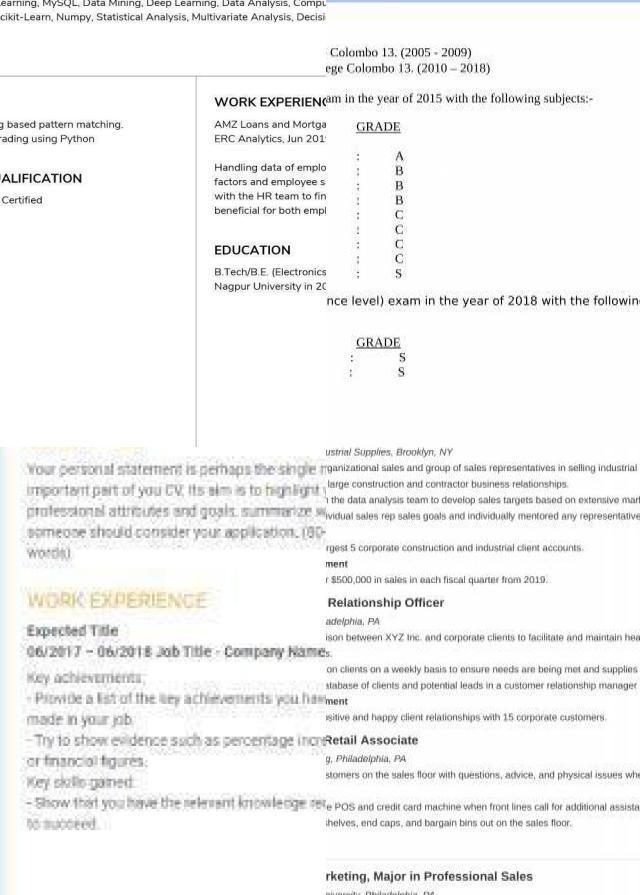 earning, MySQL, Data Mining, Deep Learning, Data Analysis, Compu
cikit-Learn, Numpy, Statistical Analysis, Multivariate Analysis, Decisi
g based pattern matching.
rading using Python
ALIFICATION
Certified
WORK EXPERIENC
AMZ Loans and Mortga
ERC Analytics, Jun 201
Handling data of emplo
factors and employee s
with the HR team to fin
beneficial for both empl
EDUCATION
B.Tech/B.E. (Electronics
Nagpur University in 20
Colombo 13. (2005 - 2009)
ege Colombo 13. (2010 – 2018)
am in the year of 2015 with the following subjects:-
GRADE
: A
: B
: B
: B
: C
: C
: C
: C
: S
nce level) exam in the year of 2018 with the followin
GRADE
: S
: S
Your personal statement is perhaps the single
important part of you CV. Its aim is to highlight
professional attributes and goals, summarize
someone should consider your application. (80-
words)
WORK EXPERIENCE
Expected Title
06/2017 - 06/2018 Job Title - Company Name
Key achievements:
- Provide a list of the key achievements you have
made in your job.
- Try to show evidence such as percentage incre
or financial figures.
Key skills gained:
- Show that you have the relevant knowledge
to succeed.
ustrial Supplies, Brooklyn, NY
rganizational sales and group of sales representatives in selling industrial
large construction and contractor business relationships.
the data analysis team to develop sales targets based on extensive mar
vidual sales rep sales goals and individually mentored any representative
rgest 5 corporate construction and industrial client accounts.
ment
r $500,000 in sales in each fiscal quarter from 2019.
Relationship Officer
adelphia, PA
ison between XYZ Inc. and corporate clients to facilitate and maintain hea
s.
on clients on a weekly basis to ensure needs are being met and supplies
atabase of clients and potential leads in a customer relationship manager
ment
sitive and happy client relationships with 15 corporate customers.
Retail Associate
g, Philadelphia, PA
stomers on the sales floor with questions, advice, and physical issues whe
e POS and credit card machine when front lines call for additional assista
helves, end caps, and bargain bins out on the sales floor.
rketing, Major in Professional Sales